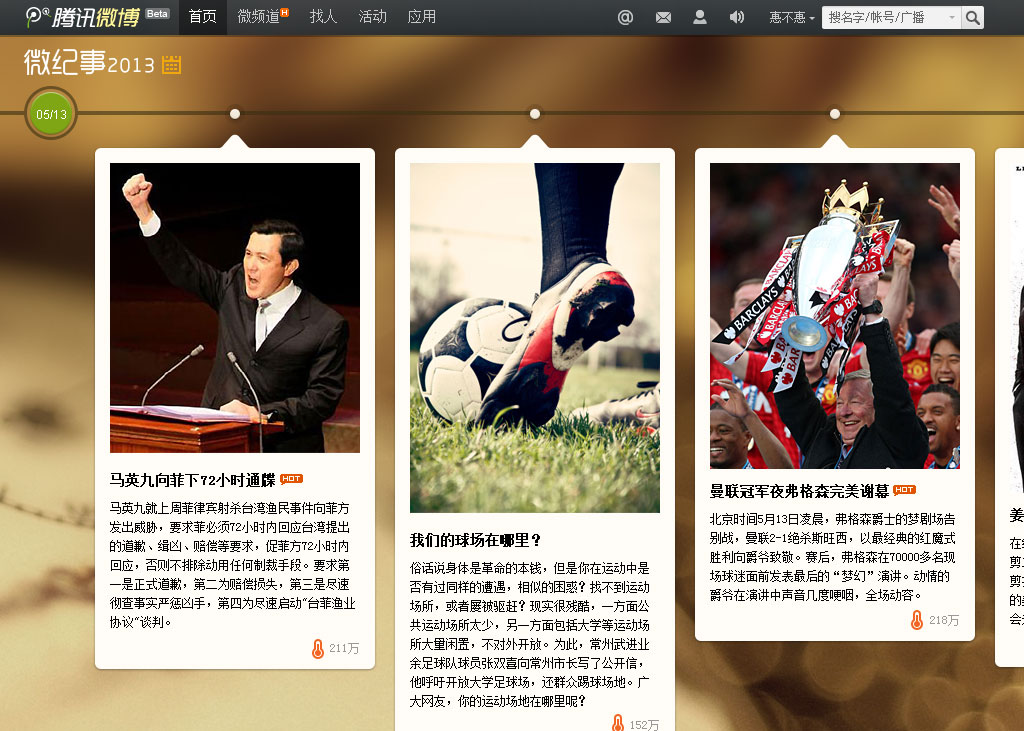 腾讯微博 Beta 首页 微频道 H 找人 活动 应用 @ 惠不惠 搜名字/帐号/广播
微纪事2013
05/13
BARCLAYS
马英九向菲下72小时通牒 HOT
马英九就上周菲律宾射杀台湾渔民事件向菲方
发出威胁，要求菲必须72小时内回应台湾提出
的道歉、缉凶、赔偿等要求，促菲方72小时内
回应，否则不排除动用任何制裁手段。要求第
一是正式道歉，第二为赔偿损失，第三是尽速
彻查事实严惩凶手，第四为尽速启动“台菲渔业
协议”谈判。
211万
我们的球场在哪里？
俗话说身体是革命的本钱，但是你在运动中是
否有过同样的遭遇，相似的困惑？找不到运动
场所，或者屡被驱赶？现实很残酷，一方面公
共运动场所太少，另一方面包括大学等运动场
所大量闲置，不对外开放。为此，常州武进业
余足球队球员张双喜向常州市长写了公开信，
他呼吁开放大学足球场，还群众踢球场地。广
大网友，你的运动场地在哪里呢？
152万
曼联冠军夜弗格森完美谢幕 HOT
北京时间5月13日凌晨，弗格森爵士的梦剧场告
别战，曼联2-1绝杀斯旺西，以最经典的红魔式
胜利向爵爷致敬。赛后，弗格森在70000多名现
场球迷面前发表最后的“梦幻”演讲。动情的
爵爷在演讲中声音几度哽咽，全场动容。
218万
姜
在纟
剪
剪
的
会